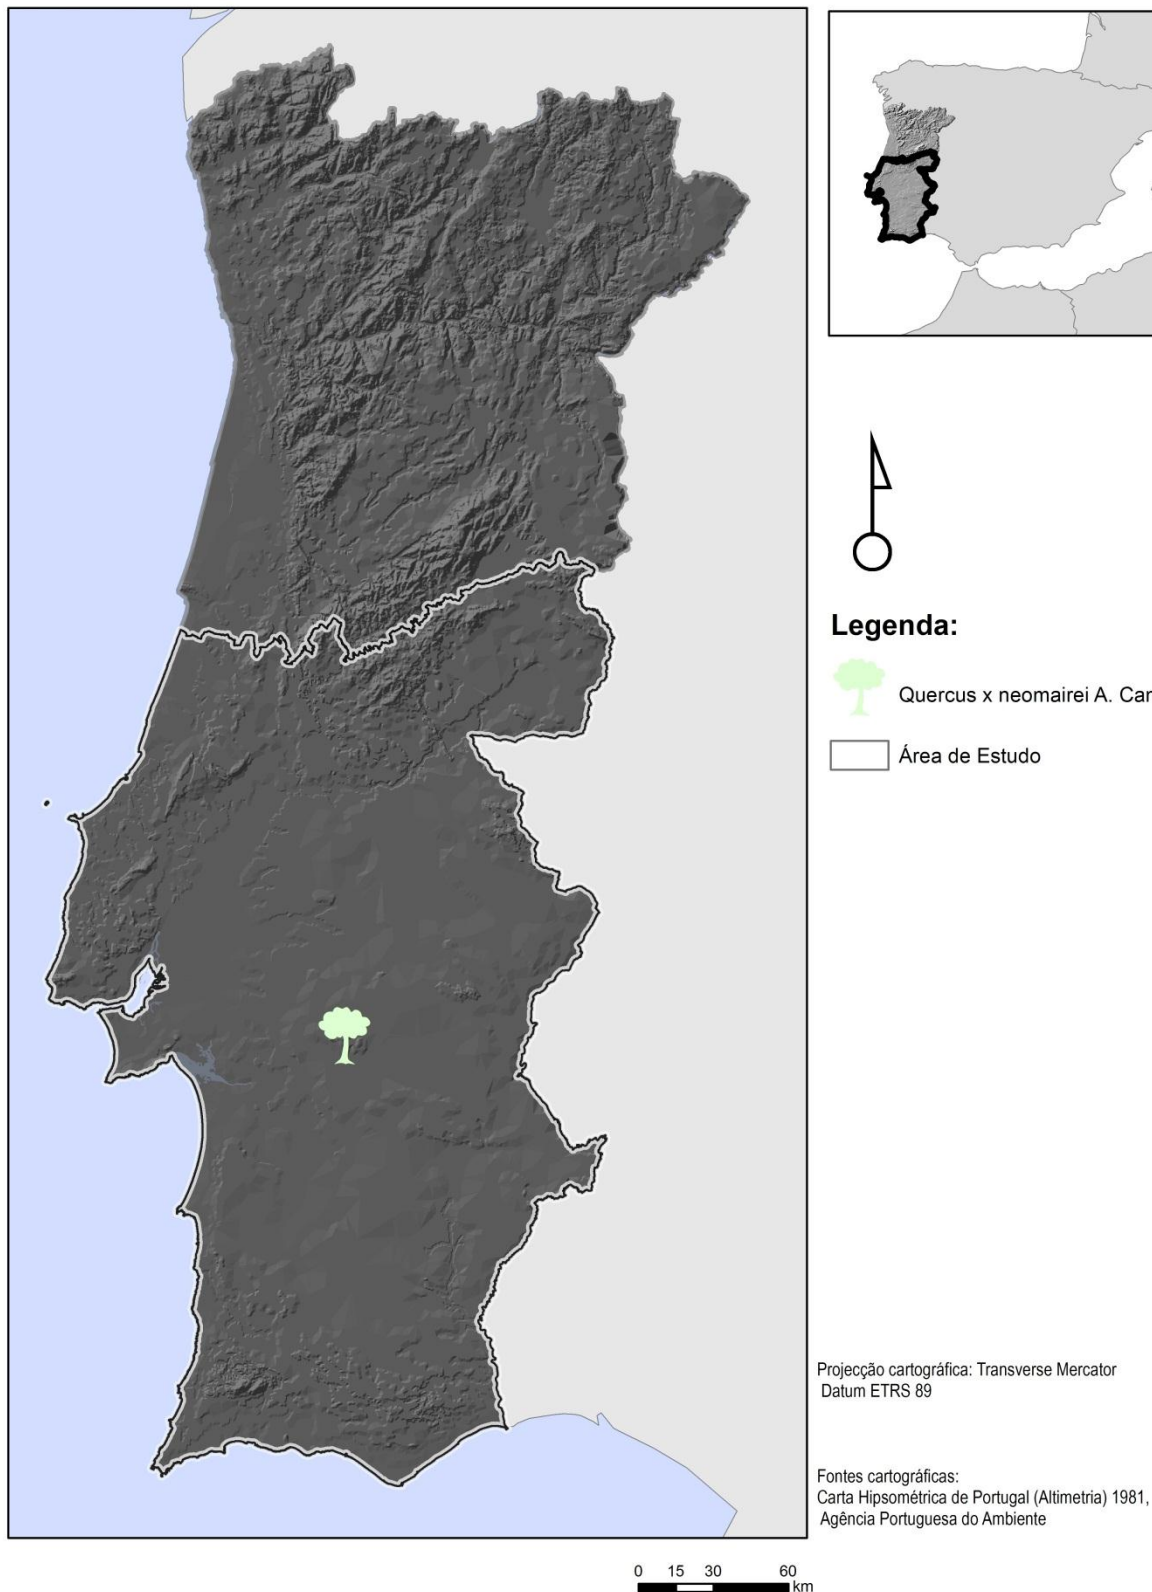 Legenda:
Quercus x neomairei A. Car
Área de Estudo
Projecção cartográfica: Transverse Mercator
Datum ETRS 89
Fontes cartográficas:
Carta Hipsométrica de Portugal (Altimetria) 1981,
Agência Portuguesa do Ambiente
0 15 30 60
km